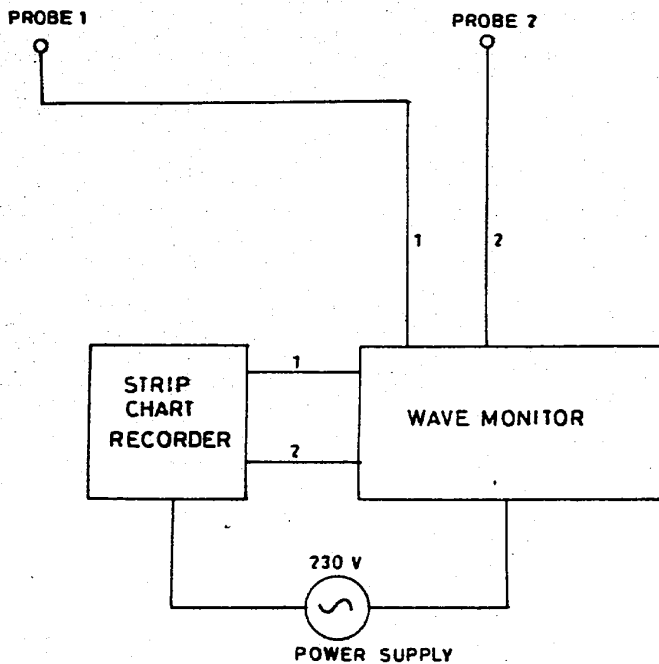 PROBE 1
PROBE 2
1
2
STRIP
CHART
RECORDER
1
2
WAVE MONITOR
230 V
POWER SUPPLY